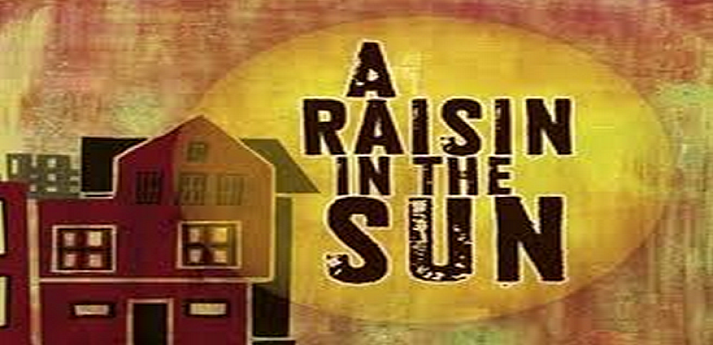 A
RAISIN
IN THE
SUN